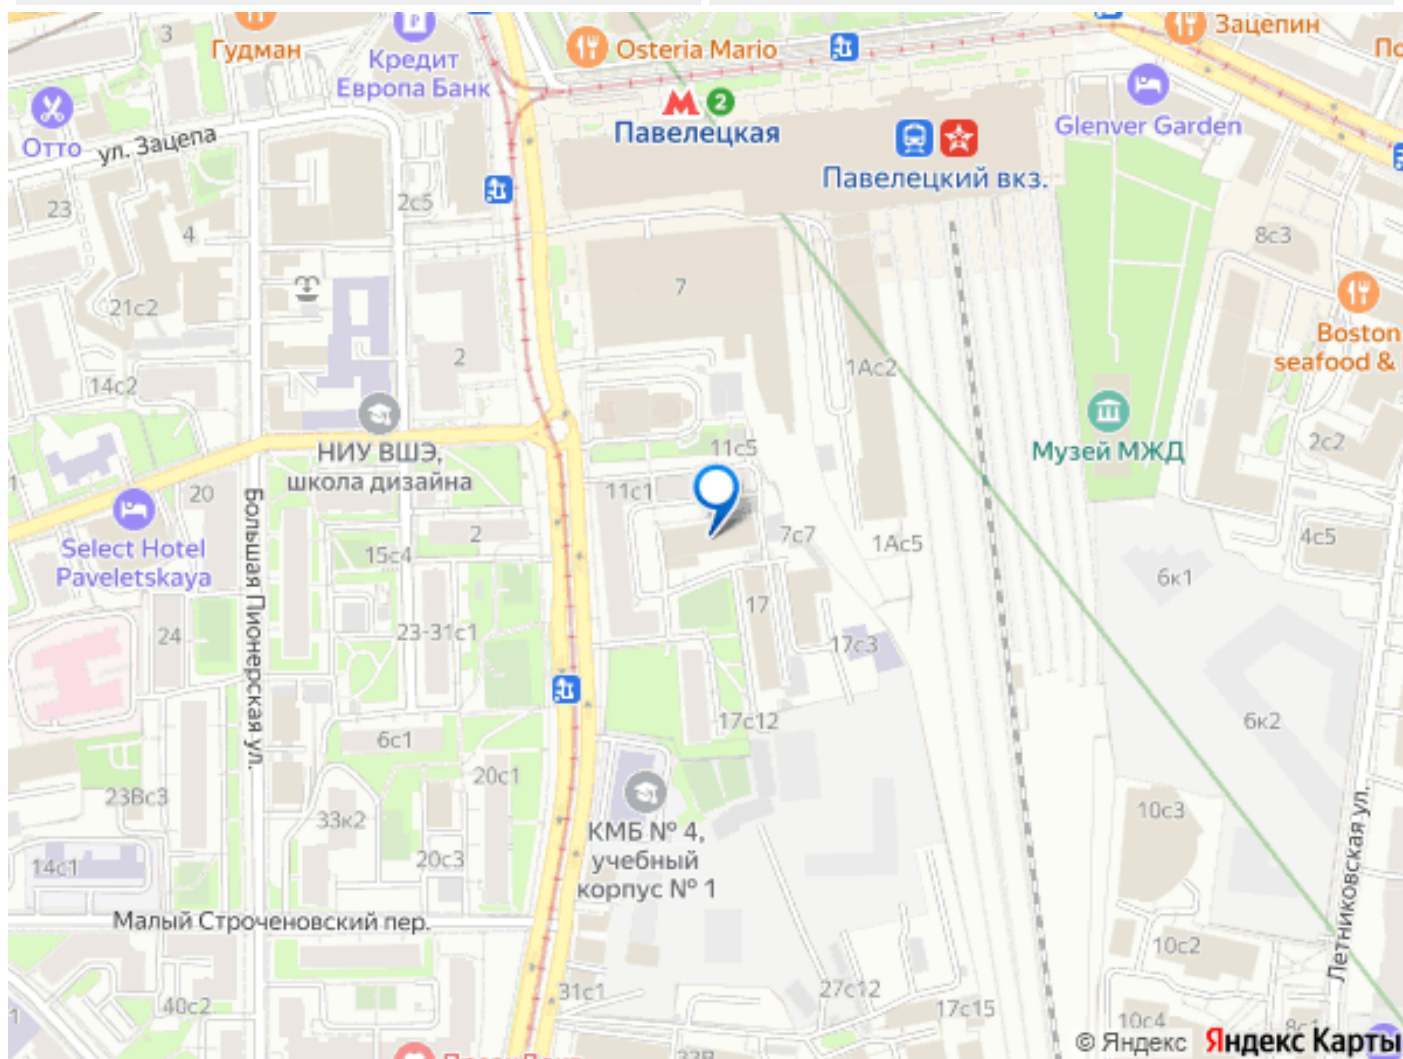 Гудман
3
Кредит
Европа Банк
Osteria Mario
Зацепин
Отто
ул. Зацепа
2
Павелецкая
Павелецкий вкз.
Glenver Garden
23
4
2с5
8с3
21с2
7
2
14с2
1Ас2
Boston
seafood &
НИУ ВШЭ,
школа дизайна
11с5
Музей МЖД
2с2
20
11с1
Select Hotel
Paveletskaya
Большая Пионерская ул.
15с4
2
7с7
1Ас5
4с5
6к1
24
23-31с1
17
17с3
6с1
17с12
6к2
23Вс3
20с1
33к2
10с3
14с1
20с3
КМБ № 4,
учебный
корпус № 1
Летниковская ул.
Малый Строченовский пер.
10с2
40с2
31с1
27с12
17с15
10с4
© Яндекс
Яндекс Карты